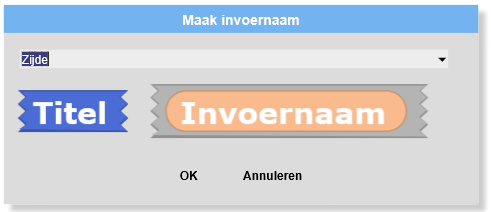 Maak invoernaam
Zijde
Titel Invoernaam
OK Annuleren